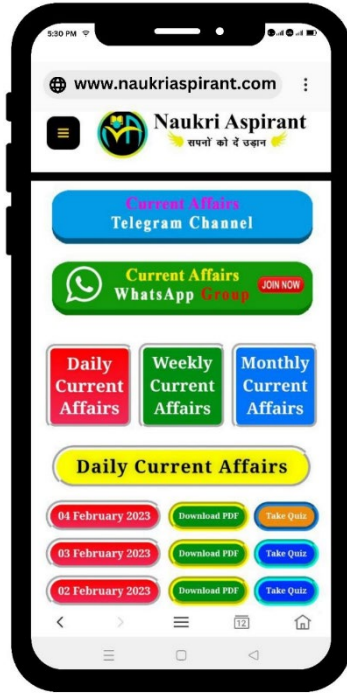 5:30 PM
www.naukriaspirant.com
Naukri Aspirant
सपनों को दें उड़ान
Current Affairs
Telegram Channel
Current Affairs
WhatsApp Group
JOIN NOW
Daily
Current
Affairs
Weekly
Current
Affairs
Monthly
Current
Affairs
Daily Current Affairs
04 February 2023 Download PDF Take Quiz
03 February 2023 Download PDF Take Quiz
02 February 2023 Download PDF Take Quiz
12